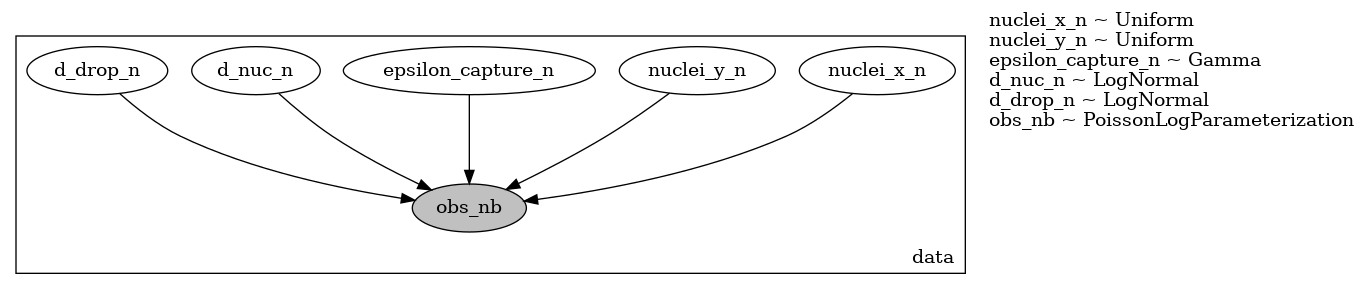 d_drop_n
d_nuc_n
epsilon_capture_n
nuclei_y_n
nuclei_x_n
obs_nb
data
nuclei_x_n ~ Uniform
nuclei_y_n ~ Uniform
epsilon_capture_n ~ Gamma
d_nuc_n ~ LogNormal
d_drop_n ~ LogNormal
obs_nb ~ PoissonLogParameterization